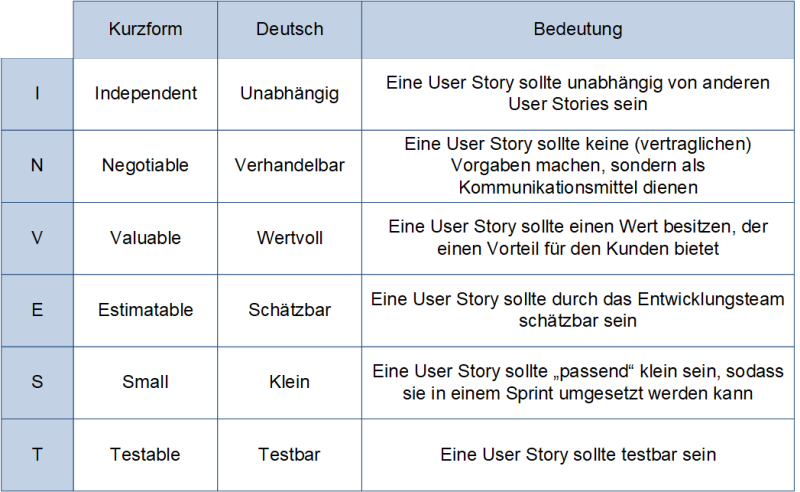 Kurzform Deutsch Bedeutung
I Independent Unabhängig Eine User Story sollte unabhängig von anderen
User Stories sein
N Negotiable Verhandelbar Eine User Story sollte keine (vertraglichen)
Vorgaben machen, sondern als
Kommunikationsmittel dienen
V Valuable Wertvoll Eine User Story sollte einen Wert besitzen, der
einen Vorteil für den Kunden bietet
E Estimatable Schätzbar Eine User Story sollte durch das Entwicklungsteam
schätzbar sein
S Small Klein Eine User Story sollte „passend“ klein sein, sodass
sie in einem Sprint umgesetzt werden kann
T Testable Testbar Eine User Story sollte testbar sein